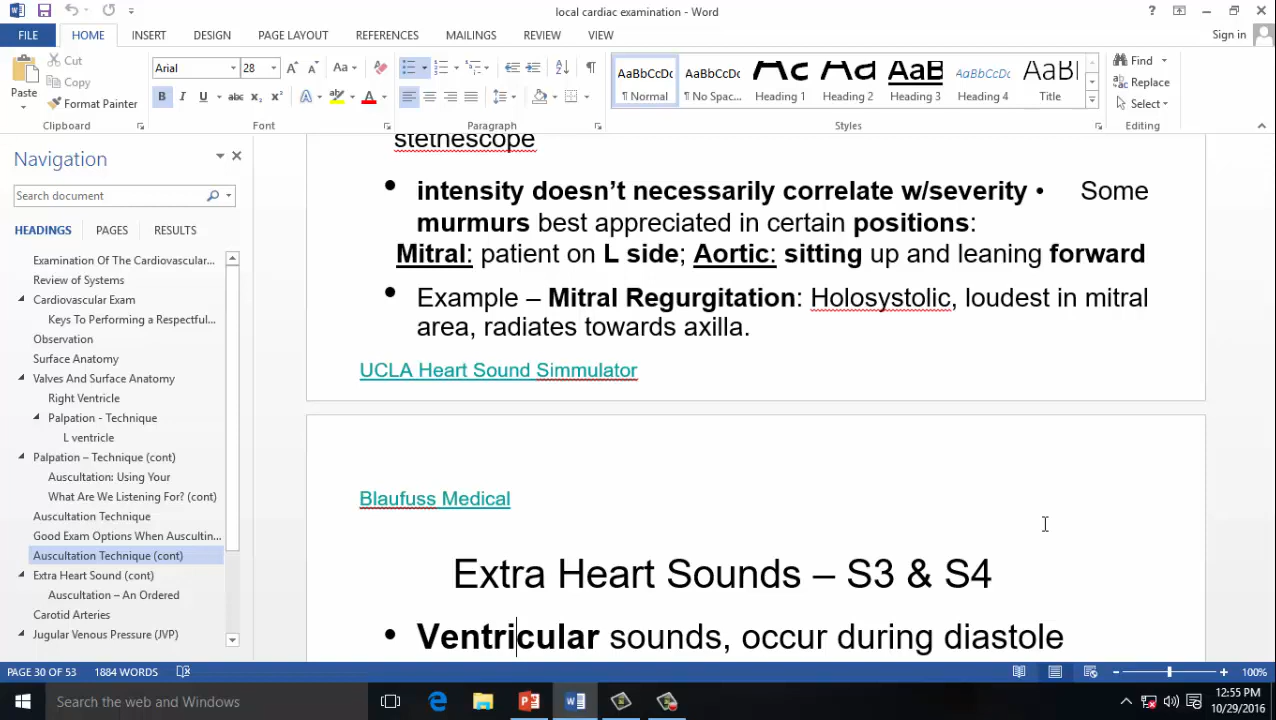 local cardiac examination - Word
FILE HOME INSERT DESIGN PAGE LAYOUT REFERENCES MAILINGS REVIEW VIEW Sign in
Paste
Cut
Copy
Format Painter
Arial 28
AaBbCcDc AaBbCcDc AaBbCc AaBbCc AaBbCc AaBbCcDc AaBbCc
¶ Normal ¶ No Spac... Heading 1 Heading 2 Heading 3 Heading 4 Title
Find
Replace
Select
Clipboard Font Paragraph Styles Editing
Navigation
Search document
HEADINGS PAGES RESULTS
Examination Of The Cardiovascular...
Review of Systems
Cardiovascular Exam
Keys To Performing a Respectful...
Observation
Surface Anatomy
Valves And Surface Anatomy
Right Ventricle
Palpation - Technique
L ventricle
Palpation – Technique (cont)
Auscultation: Using Your
What Are We Listening For? (cont)
Auscultation Technique
Good Exam Options When Auscultin...
Auscultation Technique (cont)
Extra Heart Sound (cont)
Auscultation – An Ordered
Carotid Arteries
Jugular Venous Pressure (JVP)
stethescope
• intensity doesn’t necessarily correlate w/severity • Some
murmurs best appreciated in certain positions:
Mitral: patient on L side; Aortic: sitting up and leaning forward
• Example – Mitral Regurgitation: Holosystolic, loudest in mitral
area, radiates towards axilla.
UCLA Heart Sound Simmulator
Blaufuss Medical
Extra Heart Sounds – S3 & S4
• Ventricular sounds, occur during diastole
PAGE 30 OF 53 1884 WORDS 100%
Search the web and Windows
12:55 PM
10/29/2016